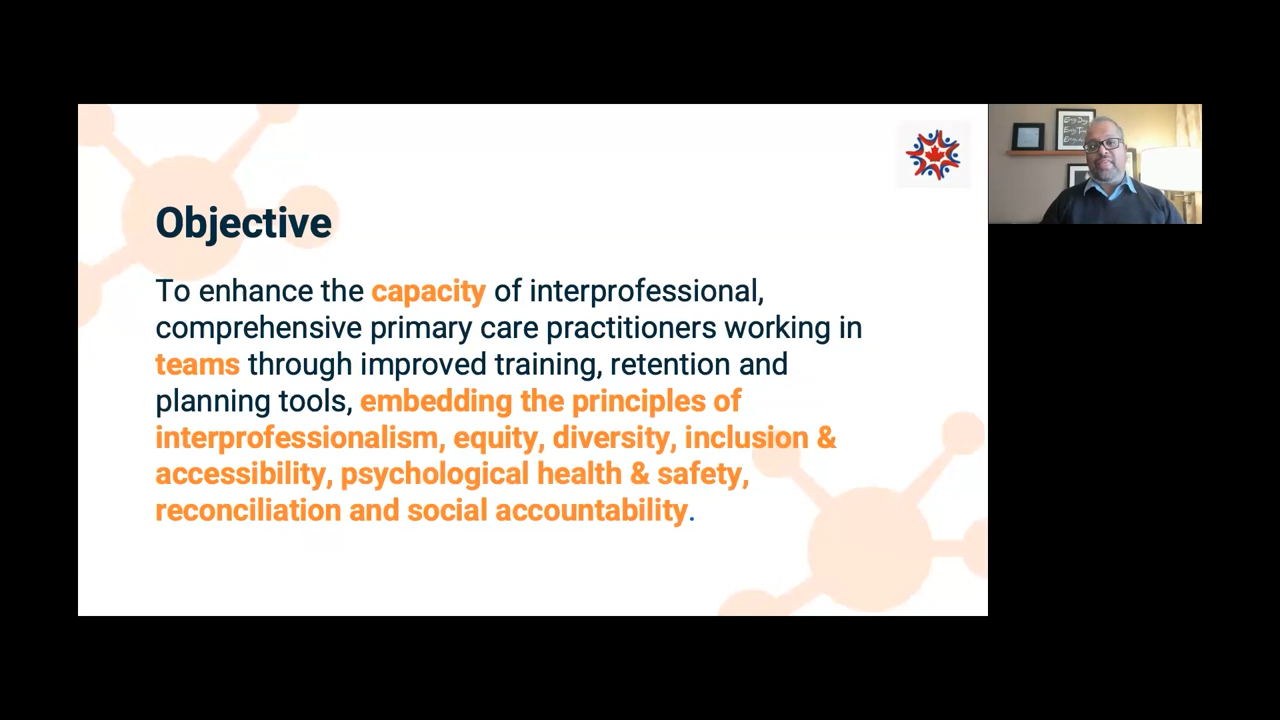 Objective
To enhance the capacity of interprofessional,
comprehensive primary care practitioners working in
teams through improved training, retention and
planning tools, embedding the principles of
interprofessionalism, equity, diversity, inclusion &
accessibility, psychological health & safety,
reconciliation and social accountability.